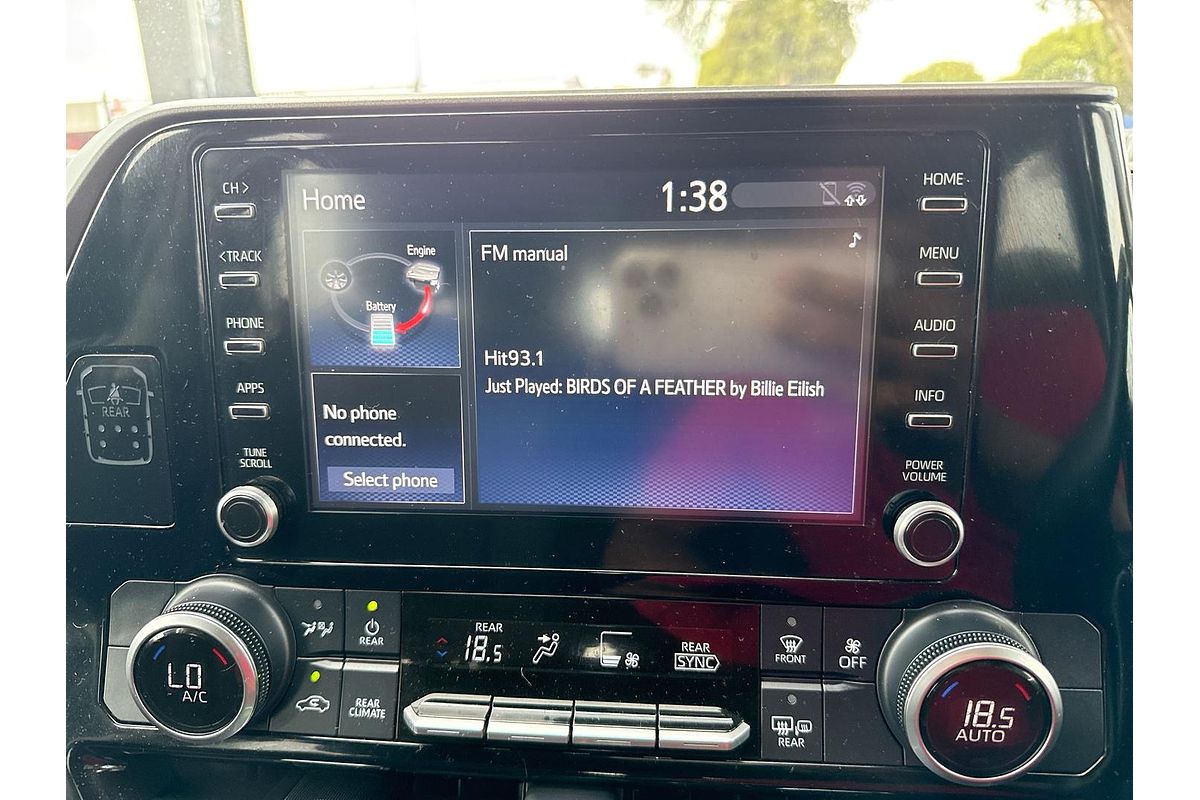 Home
1:38
Engine
Battery
FM manual
Hit93.1
Just Played: BIRDS OF A FEATHER by Billie Eilish
No phone
connected.
Select phone
CH >
<TRACK
PHONE
APPS
TUNE
SCROLL
HOME
MENU
AUDIO
INFO
POWER
VOLUME
REAR
LO
A/C
REAR
REAR
CLIMATE
REAR
18.5
REAR
SYNC
FRONT
OFF
REAR
18.5
AUTO